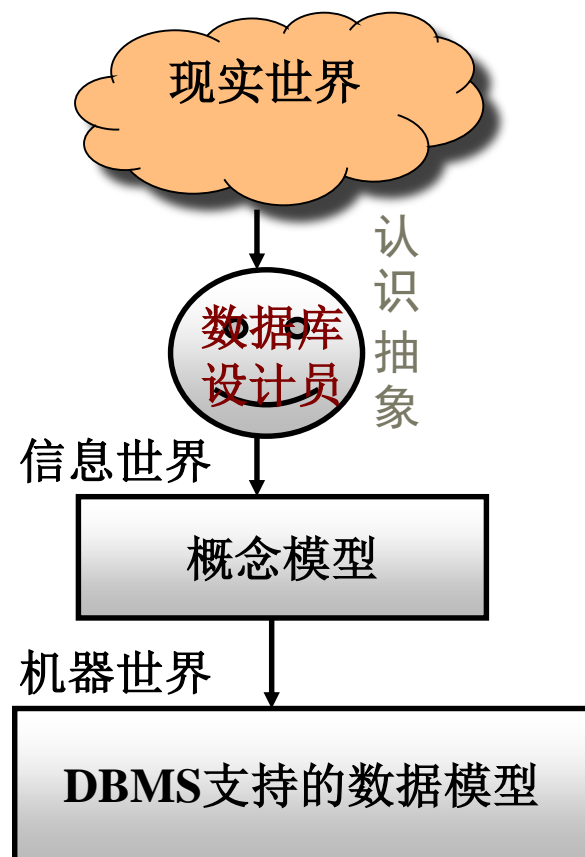 现实世界
认
识
抽
象
数据库
设计员
信息世界
概念模型
机器世界
DBMS支持的数据模型